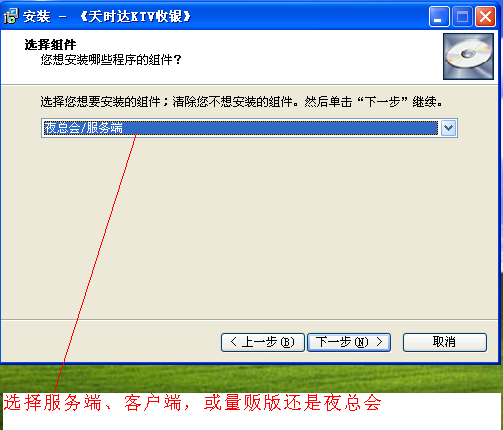 安装 - 《天时达KTV收银》
选择组件
您想安装哪些程序的组件？
选择您想要安装的组件；清除您不想安装的组件。然后单击“下一步”继续。
夜总会/服务端
< 上一步(B) 下一步(N) > 取消
选择服务端、客户端，或量贩版还是夜总会